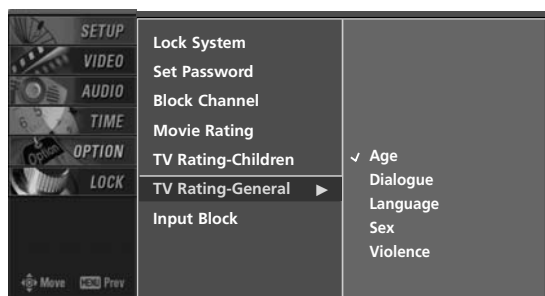 SETUP
VIDEO
AUDIO
TIME
OPTION
LOCK
Move MENU Prev
Lock System
Set Password
Block Channel
Movie Rating
TV Rating-Children
TV Rating-General ▶
Input Block
✓ Age
Dialogue
Language
Sex
Violence